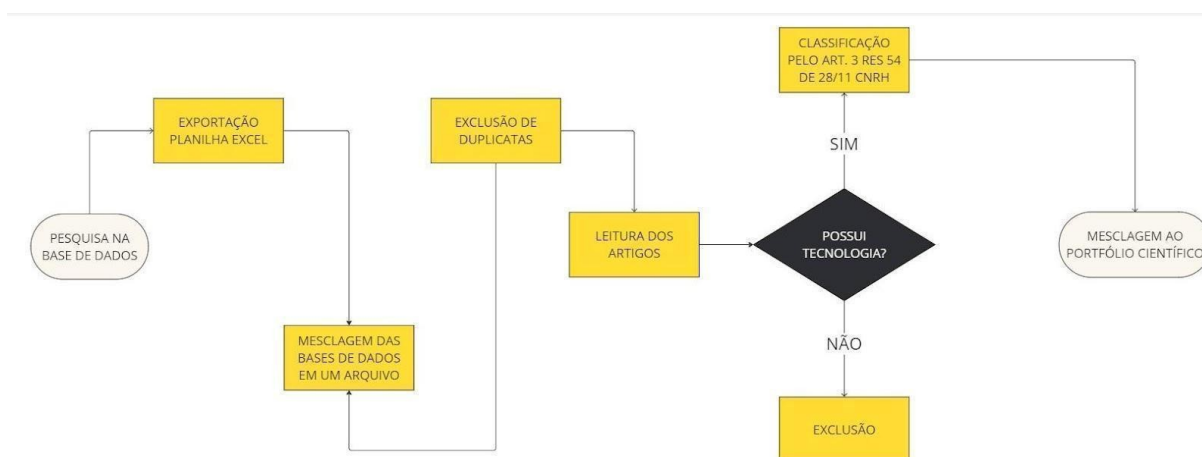 PESQUISA NA
BASE DE DADOS
EXPORTAÇÃO
PLANILHA EXCEL
MESCLAGEM DAS
BASES DE DADOS
EM UM ARQUIVO
EXCLUSÃO DE
DUPLICATAS
LEITURA DOS
ARTIGOS
POSSUI
TECNOLOGIA?
SIM
CLASSIFICAÇÃO
PELO ART. 3 RES 54
DE 28/11 CNRH
MESCLAGEM AO
PORTFÓLIO CIENTÍFICO
NÃO
EXCLUSÃO